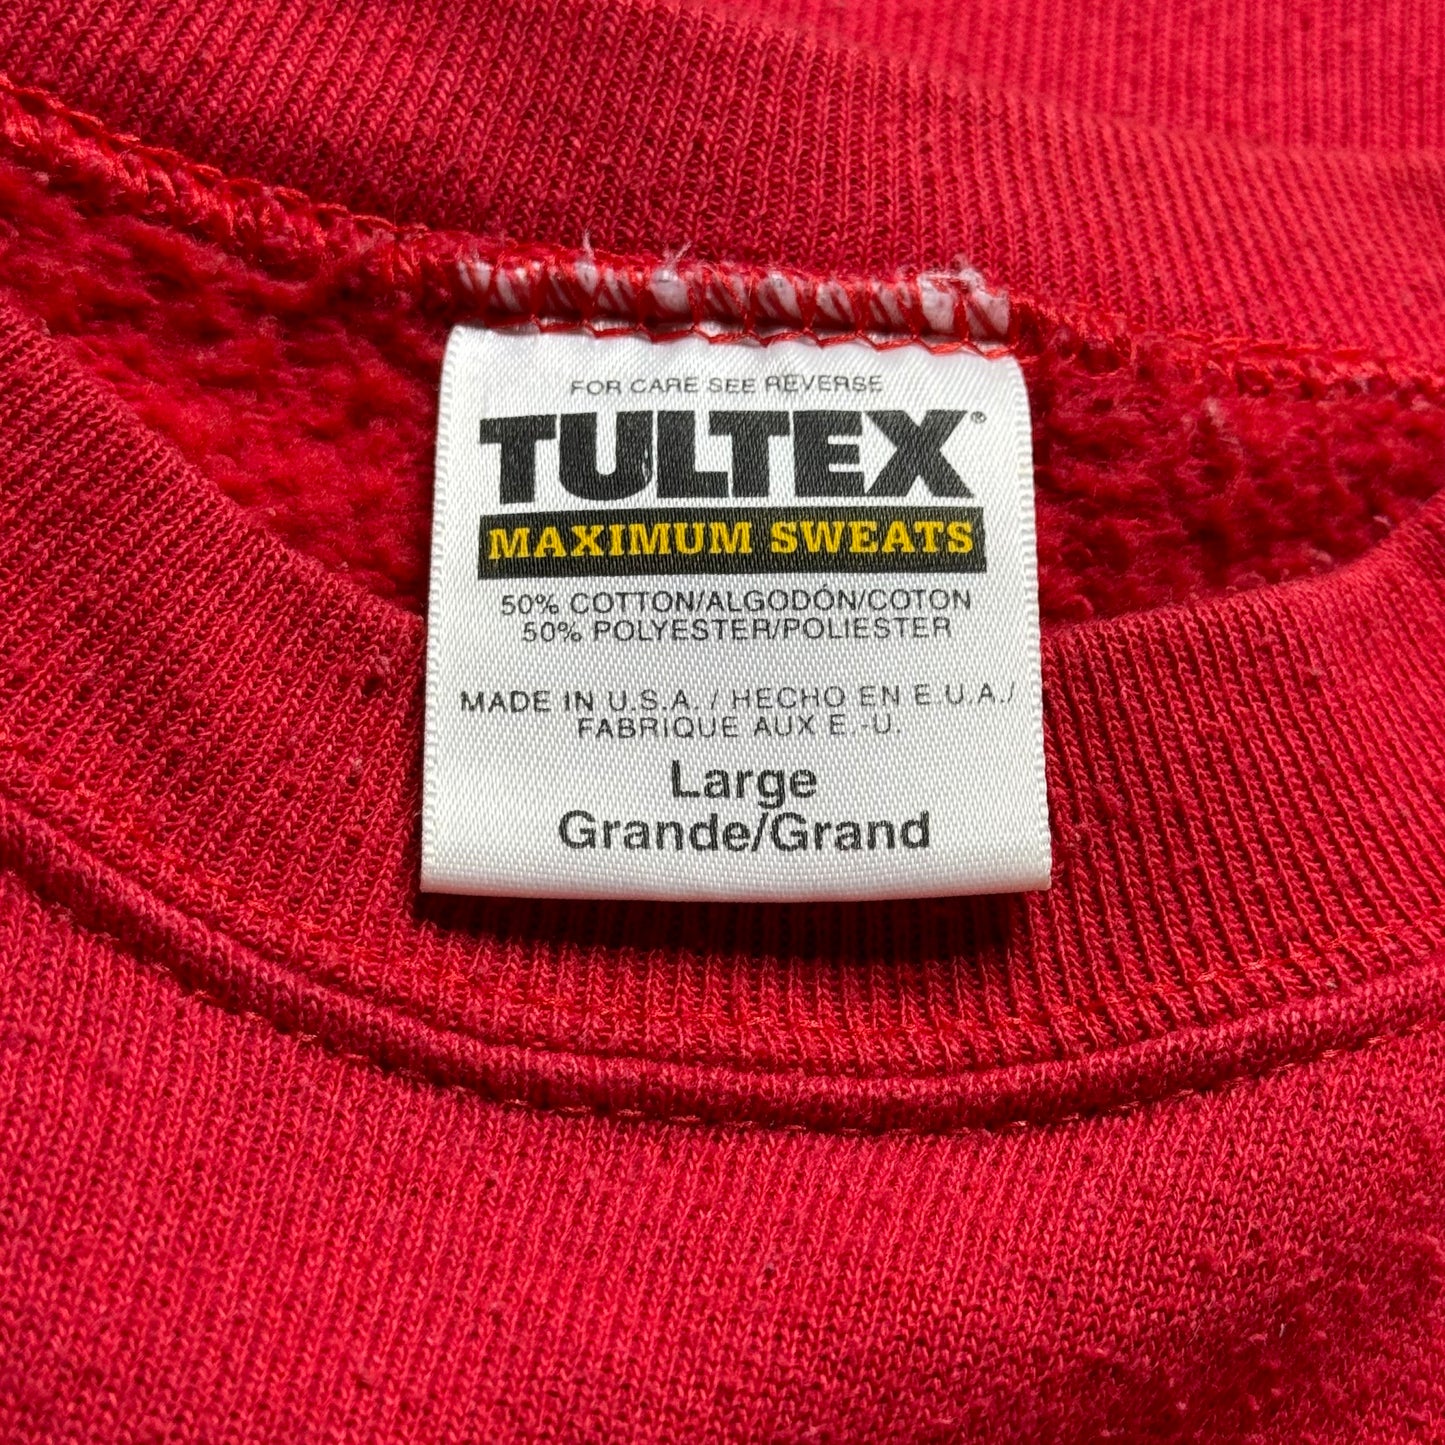 FOR CARE SEE REVERSE
TULTEX®
MAXIMUM SWEATS
50% COTTON/ALGODÓN/COTON
50% POLYESTER/POLIESTER
MADE IN U.S.A. / HECHO EN E.U.A./
FABRIQUE AUX E.-U.
Large
Grande/Grand